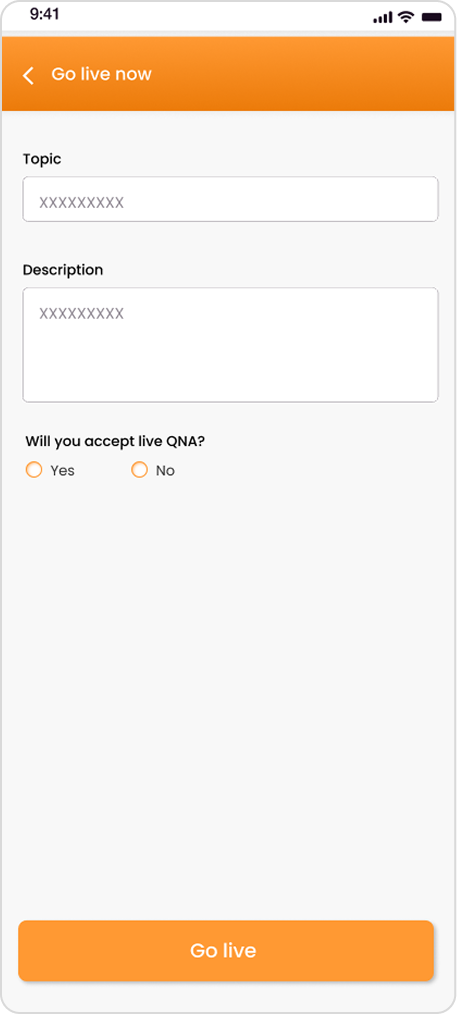 9:41
Go live now
Topic
XXXXXXXXX
Description
XXXXXXXXX
Will you accept live QNA?
Yes No
Go live